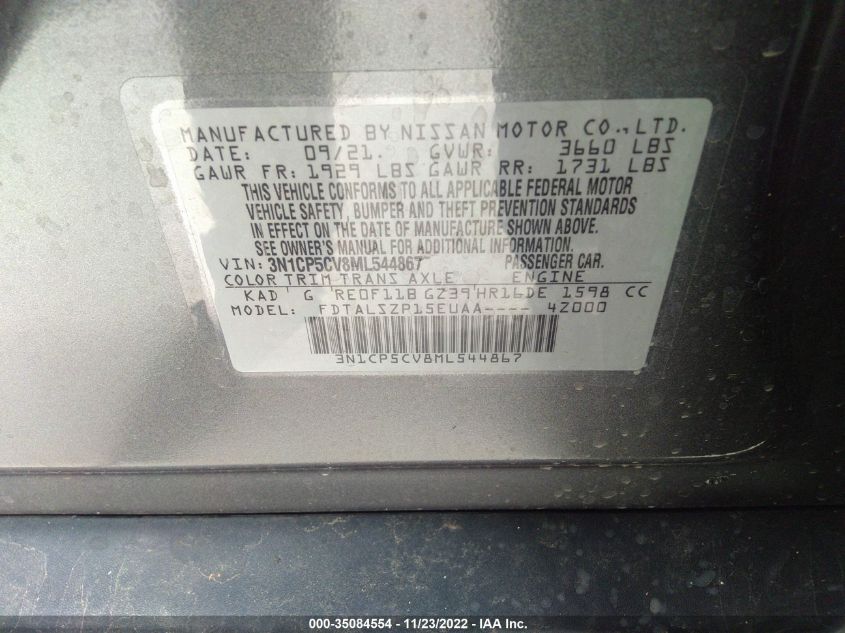 MANUFACTURED BY NISSAN MOTOR CO., LTD.
DATE: 09/21. GVWR: 3660 LBS
GAWR FR: 1929 LBS GAWR RR: 1731 LBS
THIS VEHICLE CONFORMS TO ALL APPLICABLE FEDERAL MOTOR
VEHICLE SAFETY, BUMPER AND THEFT PREVENTION STANDARDS
IN EFFECT ON THE DATE OF MANUFACTURE SHOWN ABOVE.
SEE OWNER'S MANUAL FOR ADDITIONAL INFORMATION.
VIN: 3N1CP5CV8ML544867 PASSENGER CAR.
COLOR TRIM TRANS AXLE ENGINE
KAD G RE0F11B GZ39 HR16DE 1598 CC
MODEL: FDTALSZP15EUAA---- 4Z000
3N1CP5CV8ML544867
000-35084554 | 11/23/2022 - IAA Inc.